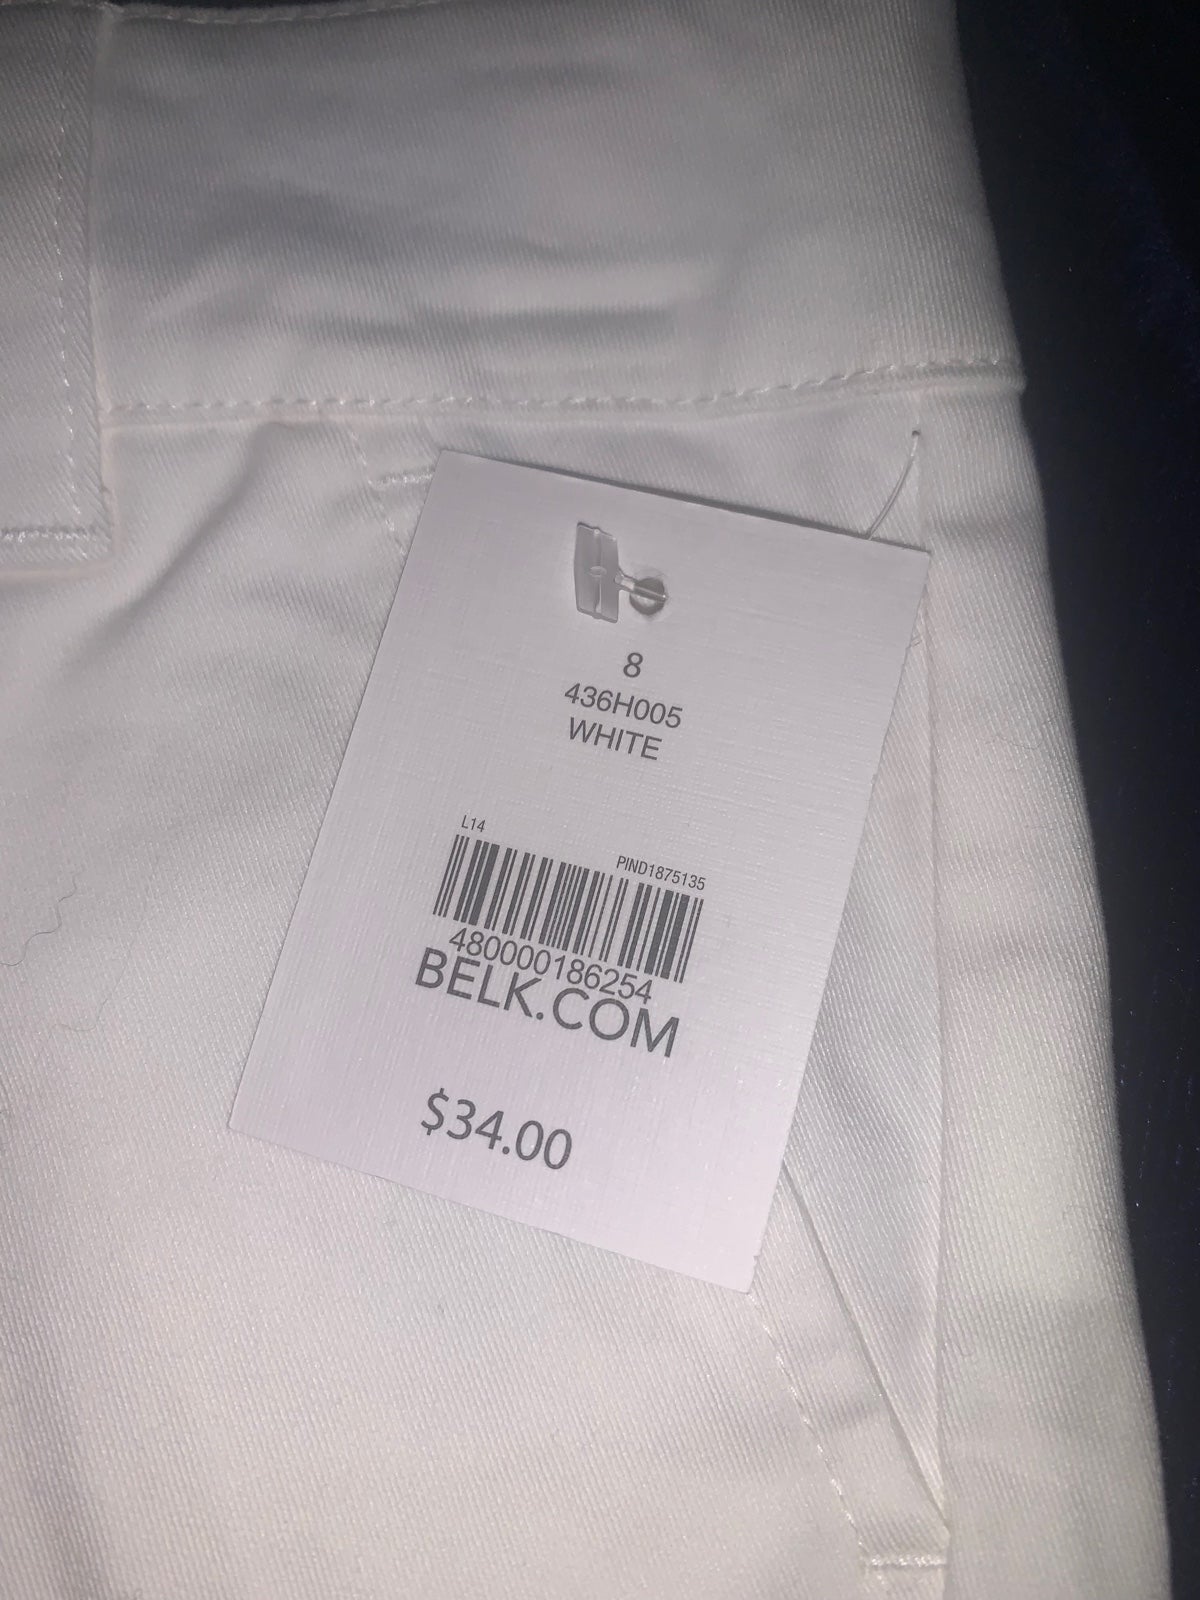 8
436H005
WHITE
L14
PIND1875135
480000186254
BELK.COM
$34.00